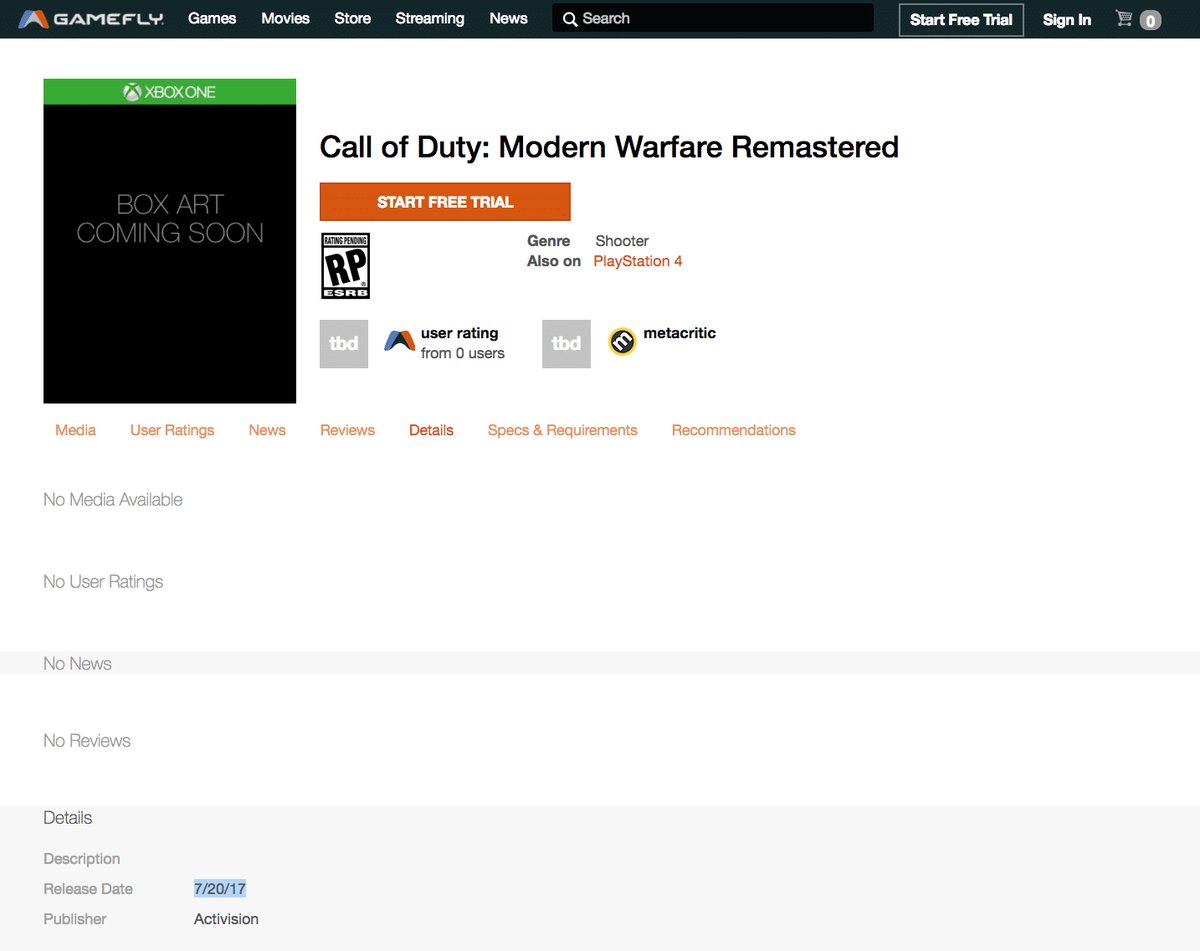 GAMEFLY. Games Movies Store Streaming News Search Start Free Trial Sign In 0
XBOX ONE
BOX ART
COMING SOON
Call of Duty: Modern Warfare Remastered
START FREE TRIAL
RATING PENDING
RP
ESRB
Genre Shooter
Also on PlayStation 4
tbd user rating
from 0 users
tbd m metacritic
Media User Ratings News Reviews Details Specs & Requirements Recommendations
No Media Available
No User Ratings
No News
No Reviews
Details
Description
Release Date 7/20/17
Publisher Activision